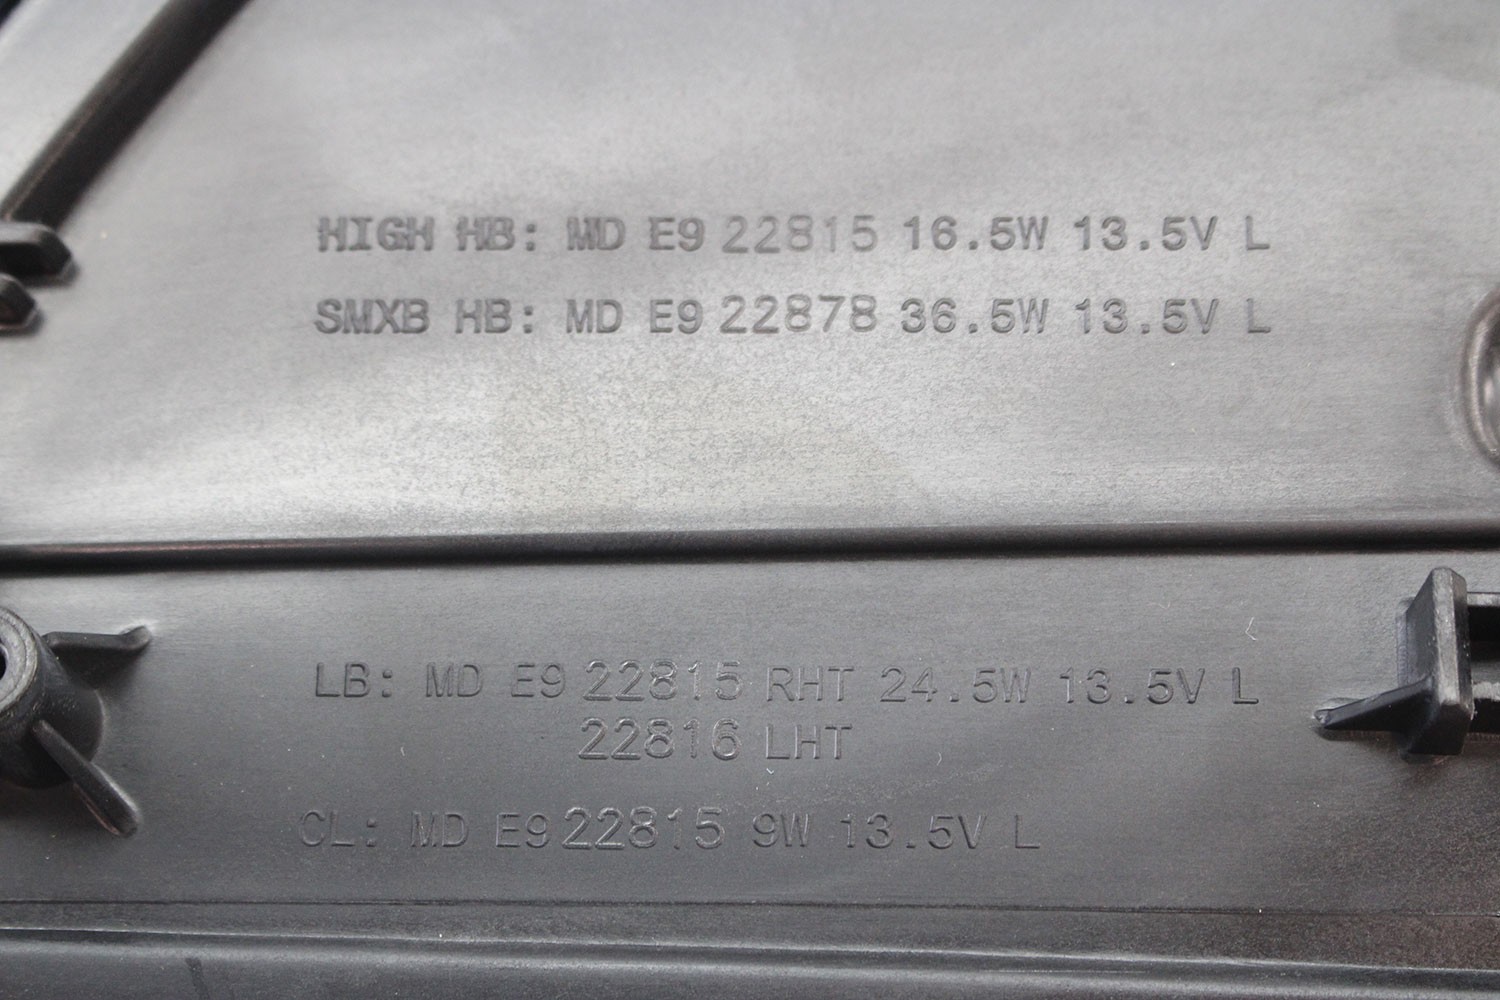 HIGH HB: MD E9 22815 16.5W 13.5V L
SMXB HB: MD E9 22878 36.5W 13.5V L
LB: MD E9 22815 RHT 24.5W 13.5V L
22816 LHT
CL: MD E9 22815 9W 13.5V L